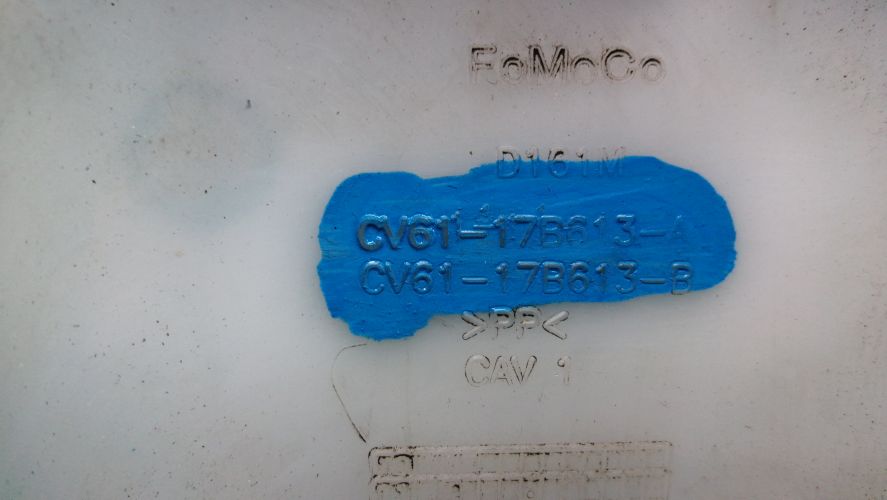 FoMoCo
D161M
CV61-17B613-A
CV61-17B613-B
>PP<
CAV 1